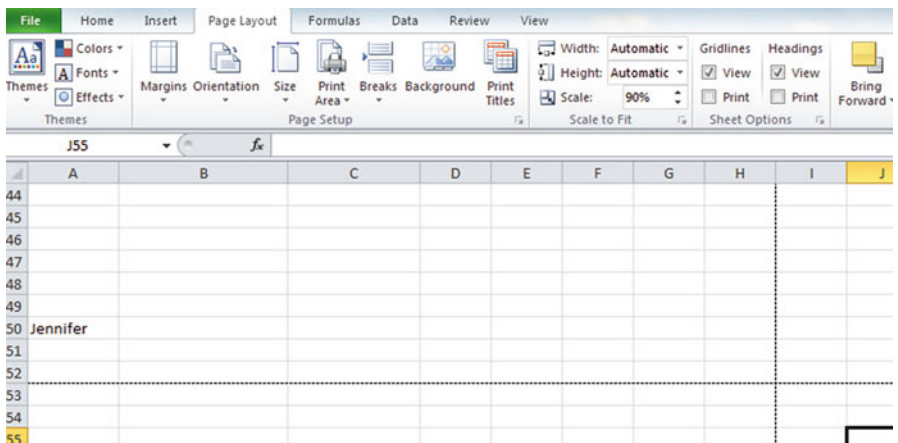 File Home Insert Page Layout Formulas Data Review View
Colors Width: Automatic Gridlines Headings
Aa A Fonts Height: Automatic View View
Themes Effects Margins Orientation Size Print Area Breaks Background Print Titles Scale: 90% Print Print Bring Forward
Themes Page Setup Scale to Fit Sheet Options
J55 fx
A B C D E F G H I J
44
45
46
47
48
49
50 Jennifer
51
52
53
54
55